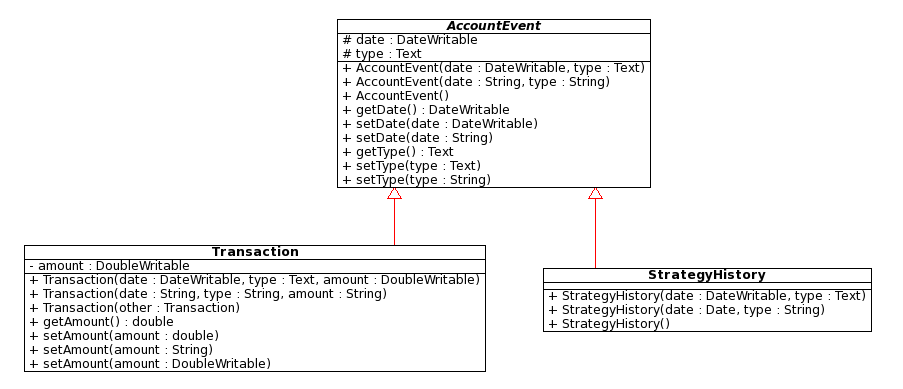 AccountEvent
# date : DateWritable
# type : Text
+ AccountEvent(date : DateWritable, type : Text)
+ AccountEvent(date : String, type : String)
+ AccountEvent()
+ getDate() : DateWritable
+ setDate(date : DateWritable)
+ setDate(date : String)
+ getType() : Text
+ setType(type : Text)
+ setType(type : String)
Transaction
- amount : DoubleWritable
+ Transaction(date : DateWritable, type : Text, amount : DoubleWritable)
+ Transaction(date : String, type : String, amount : String)
+ Transaction(other : Transaction)
+ getAmount() : double
+ setAmount(amount : double)
+ setAmount(amount : String)
+ setAmount(amount : DoubleWritable)
StrategyHistory
+ StrategyHistory(date : DateWritable, type : Text)
+ StrategyHistory(date : Date, type : String)
+ StrategyHistory()